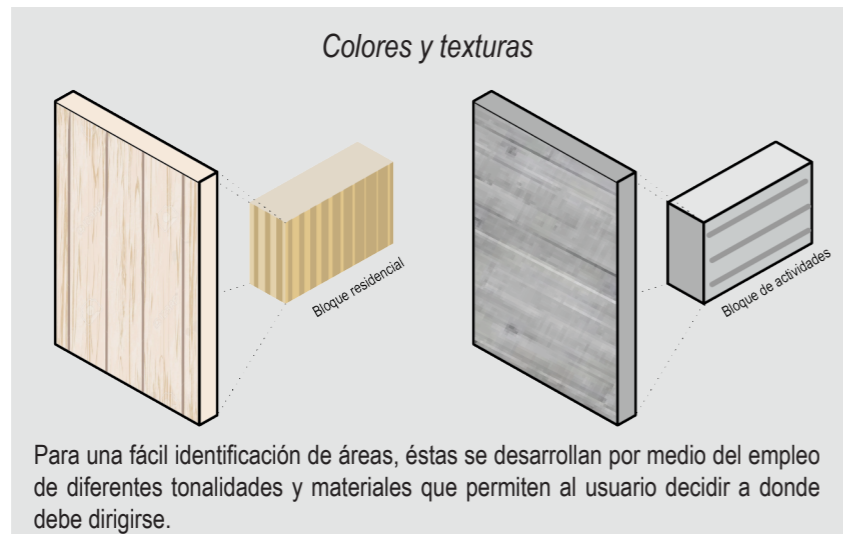 Colores y texturas
Bloque residencial
Bloque de actividades
Para una fácil identificación de áreas, éstas se desarrollan por medio del empleo
de diferentes tonalidades y materiales que permiten al usuario decidir a donde
debe dirigirse.